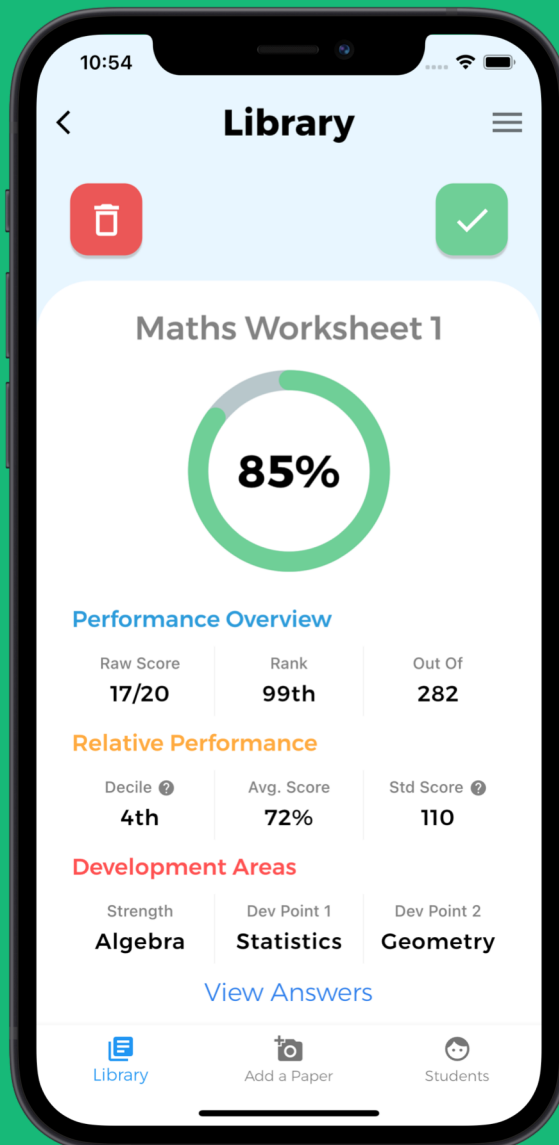 10:54
Library
Maths Worksheet 1
85%
Performance Overview
Raw Score Rank Out Of
17/20 99th 282
Relative Performance
Decile ? Avg. Score Std Score ?
4th 72% 110
Development Areas
Strength Dev Point 1 Dev Point 2
Algebra Statistics Geometry
View Answers
Library Add a Paper Students